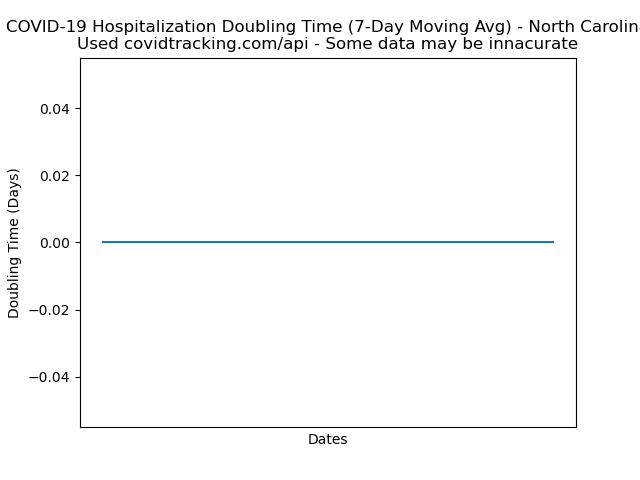 COVID-19 Hospitalization Doubling Time (7-Day Moving Avg) - North Carolin
Used covidtracking.com/api - Some data may be innacurate
0.04
0.02
0.00
−0.02
−0.04
Doubling Time (Days)
Dates